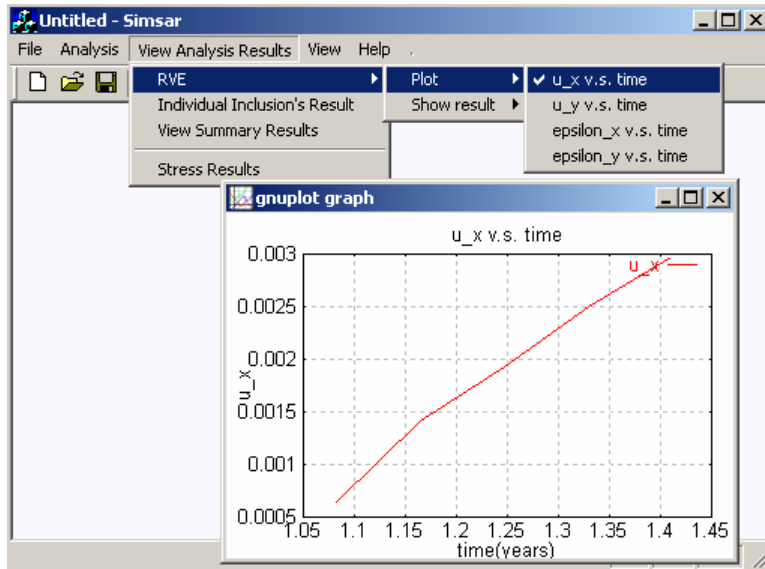 Untitled - Simsar
File Analysis View Analysis Results View Help
RVE
Individual Inclusion's Result
View Summary Results
Stress Results
Plot
Show result
u_x v.s. time
u_y v.s. time
epsilon_x v.s. time
epsilon_y v.s. time
gnuplot graph
u_x v.s. time
u_x
0.003
0.0025
0.002
0.0015
0.001
0.0005
u_x
1.05 1.1 1.15 1.2 1.25 1.3 1.35 1.4 1.45
time(years)